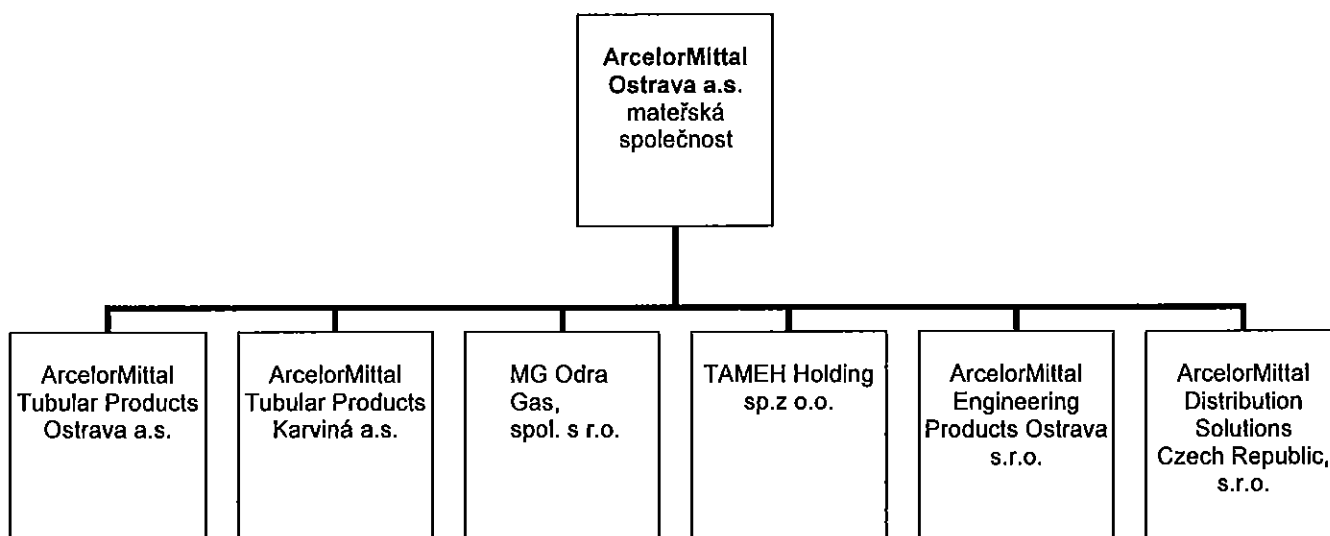 ArcelorMittal
Ostrava a.s.
mateřská
společnost
ArcelorMittal
Tubular Products
Ostrava a.s.
ArcelorMittal
Tubular Products
Karviná a.s.
MG Odra
Gas,
spol. s r.o.
TAMEH Holding
sp.z o.o.
ArcelorMittal
Engineering
Products Ostrava
s.r.o.
ArcelorMittal
Distribution
Solutions
Czech Republic,
s.r.o.